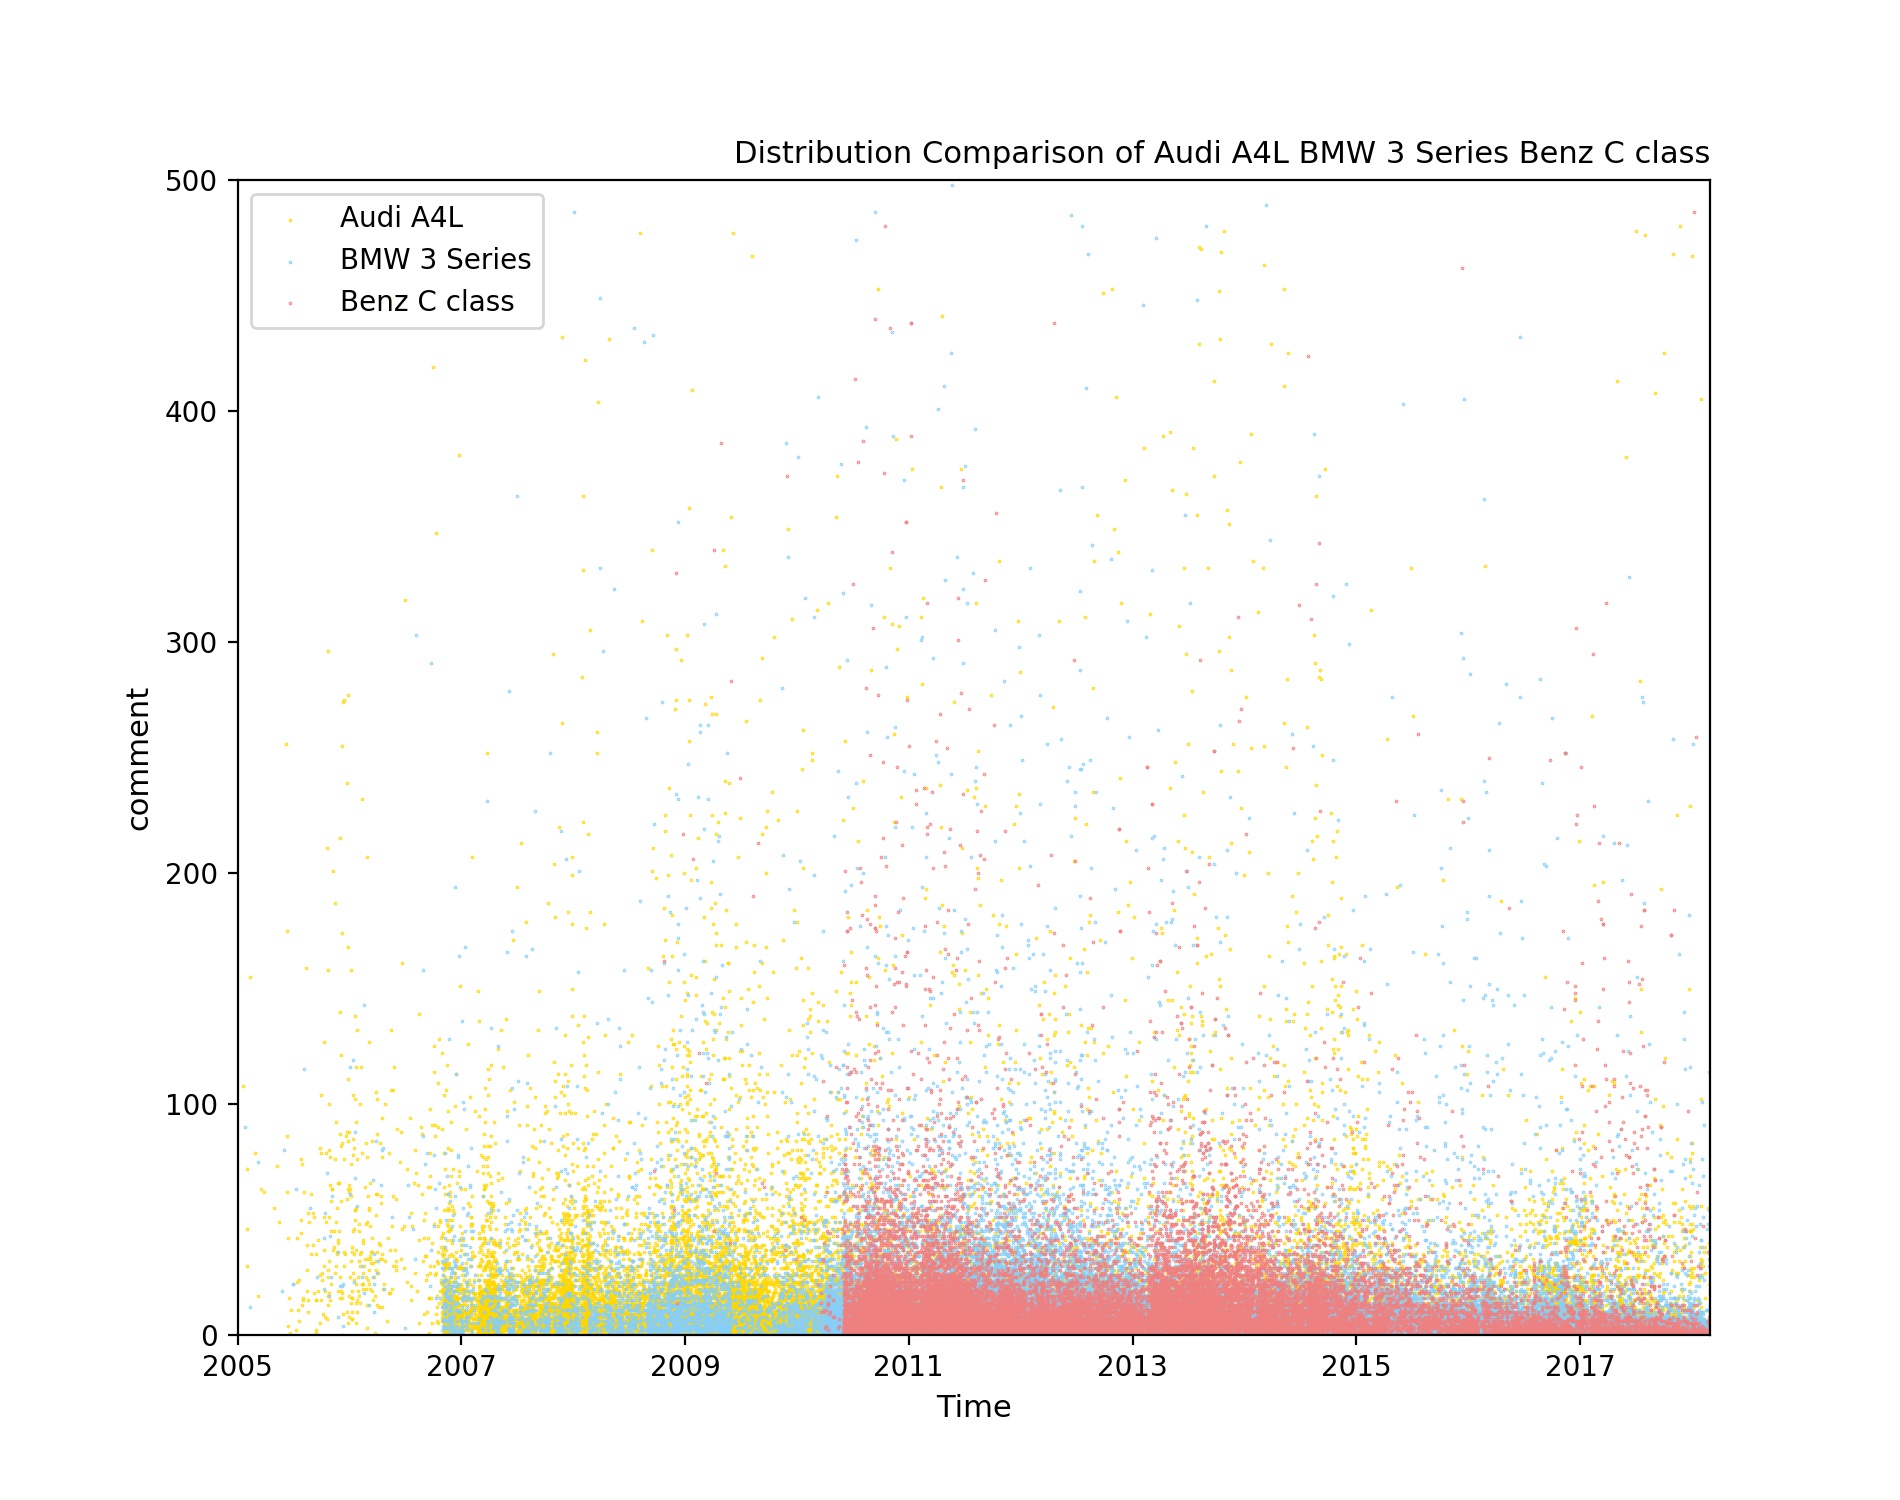 Distribution Comparison of Audi A4L BMW 3 Series Benz C class
500
400
300
200
100
0
comment
Audi A4L
BMW 3 Series
Benz C class
2005 2007 2009 2011 2013 2015 2017
Time